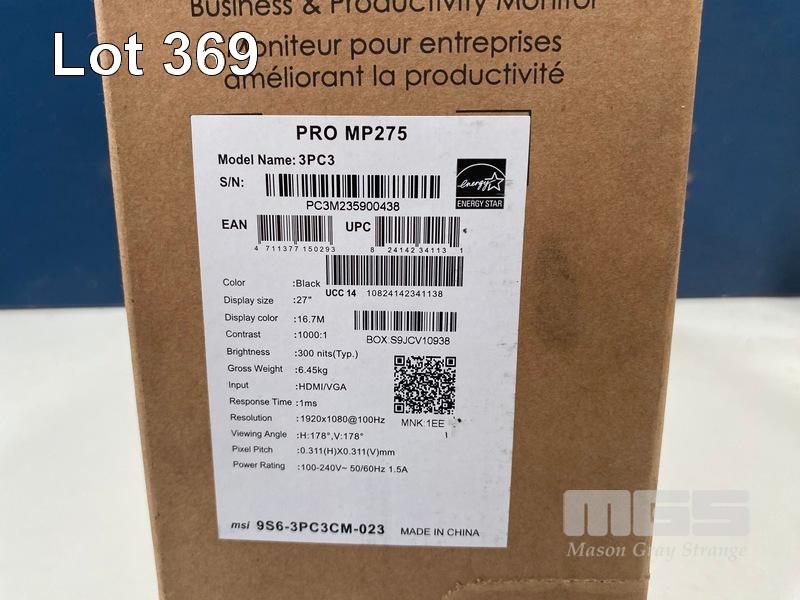 Business & Productivity Monitor
Lot 369
Moniteur pour entreprises
améliorant la productivité
PRO MP275
Model Name: 3PC3
S/N:
PC3M235900438
energy
ENERGY STAR
EAN
4 711377 150293
UPC
8 24142 34113 1
UCC 14 10824142341138
Color :Black
Display size :27"
Display color :16.7M
Contrast :1000:1
BOX:S9JCV10938
Brightness :300 nits(Typ.)
Gross Weight :6.45kg
Input :HDMI/VGA
Response Time :1ms
Resolution :1920x1080@100Hz
MNK:1EE
Viewing Angle :H:178°,V:178°
Pixel Pitch :0.311(H)X0.311(V)mm
Power Rating :100-240V~ 50/60Hz 1.5A
msi 9S6-3PC3CM-023 MADE IN CHINA
MGS
Mason Gray Strange